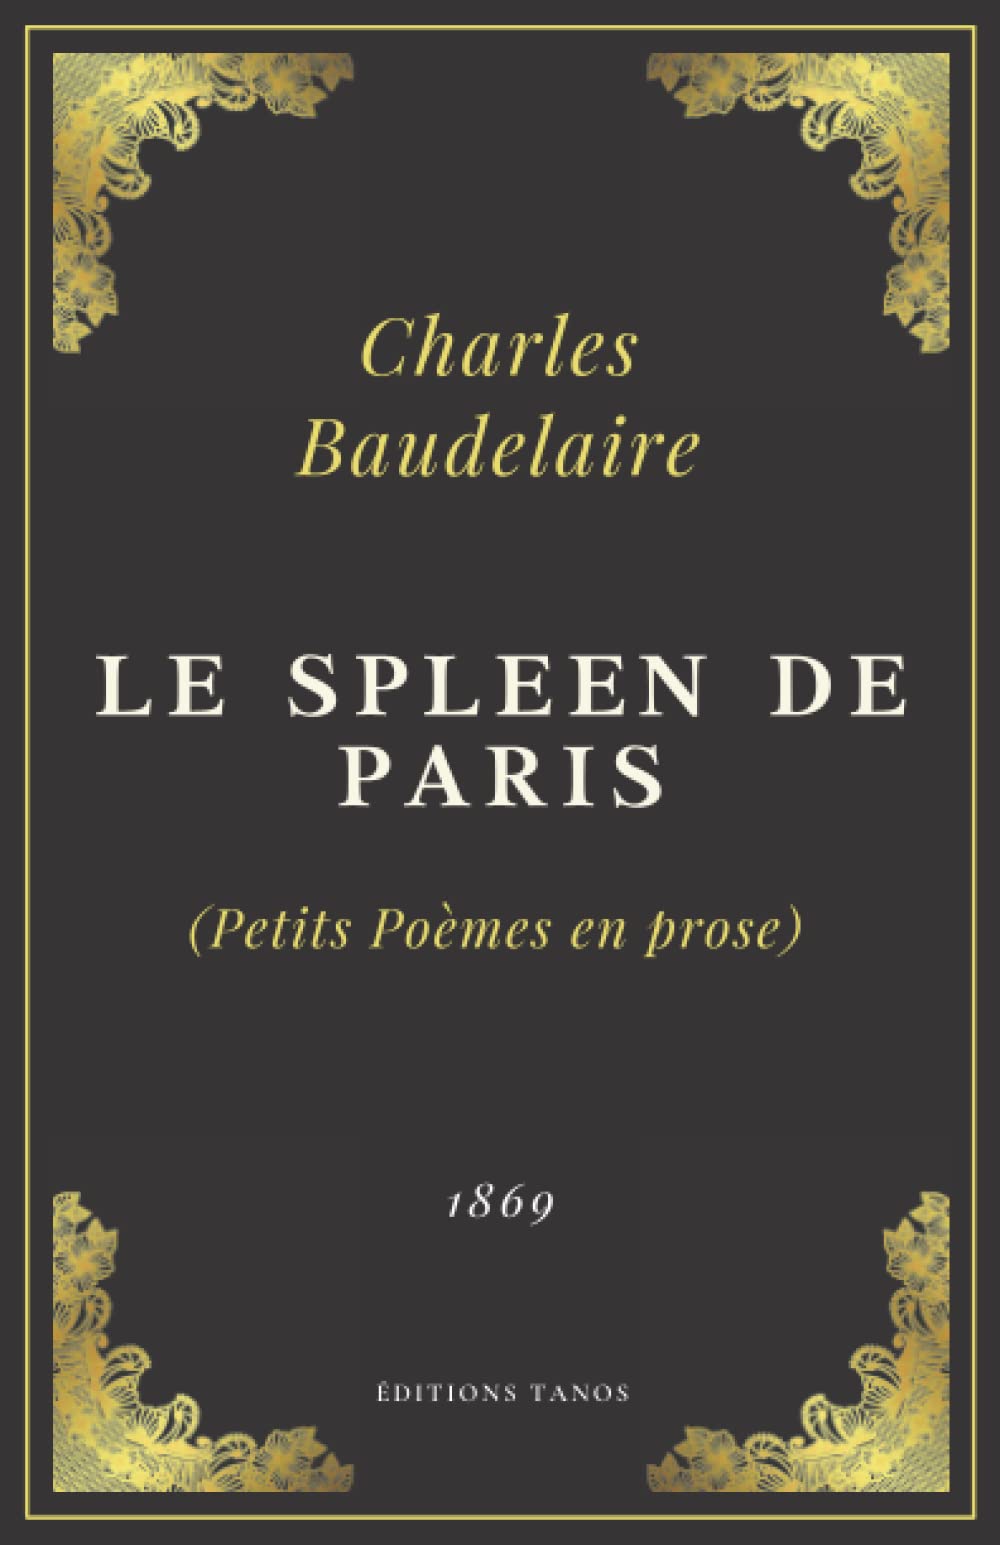 Charles
Baudelaire
LE SPLEEN DE
PARIS
(Petits Poèmes en prose)
1869
ÉDITIONS TANOS